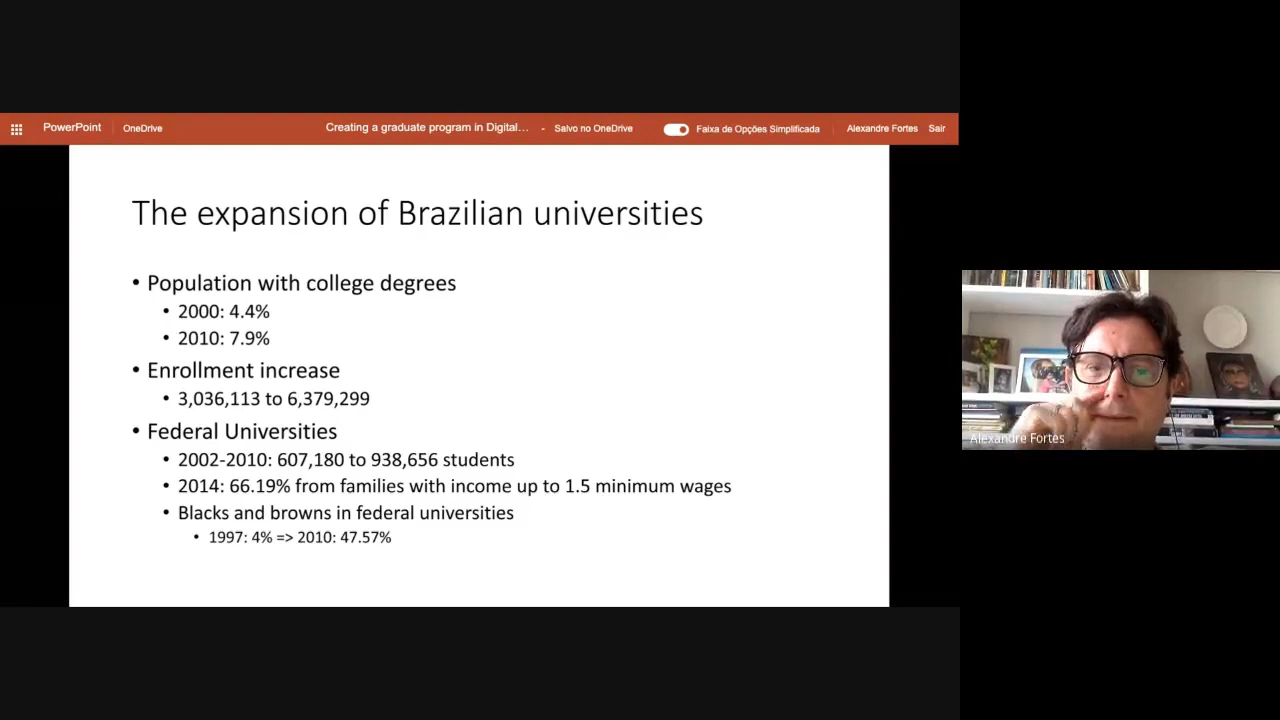 PowerPoint OneDrive Creating a graduate program in Digital... - Salvo no OneDrive Faixa de Opções Simplificada Alexandre Fortes Sair
The expansion of Brazilian universities
• Population with college degrees
• 2000: 4.4%
• 2010: 7.9%
• Enrollment increase
• 3,036,113 to 6,379,299
• Federal Universities
• 2002-2010: 607,180 to 938,656 students
• 2014: 66.19% from families with income up to 1.5 minimum wages
• Blacks and browns in federal universities
• 1997: 4% => 2010: 47.57%
Alexandre Fortes